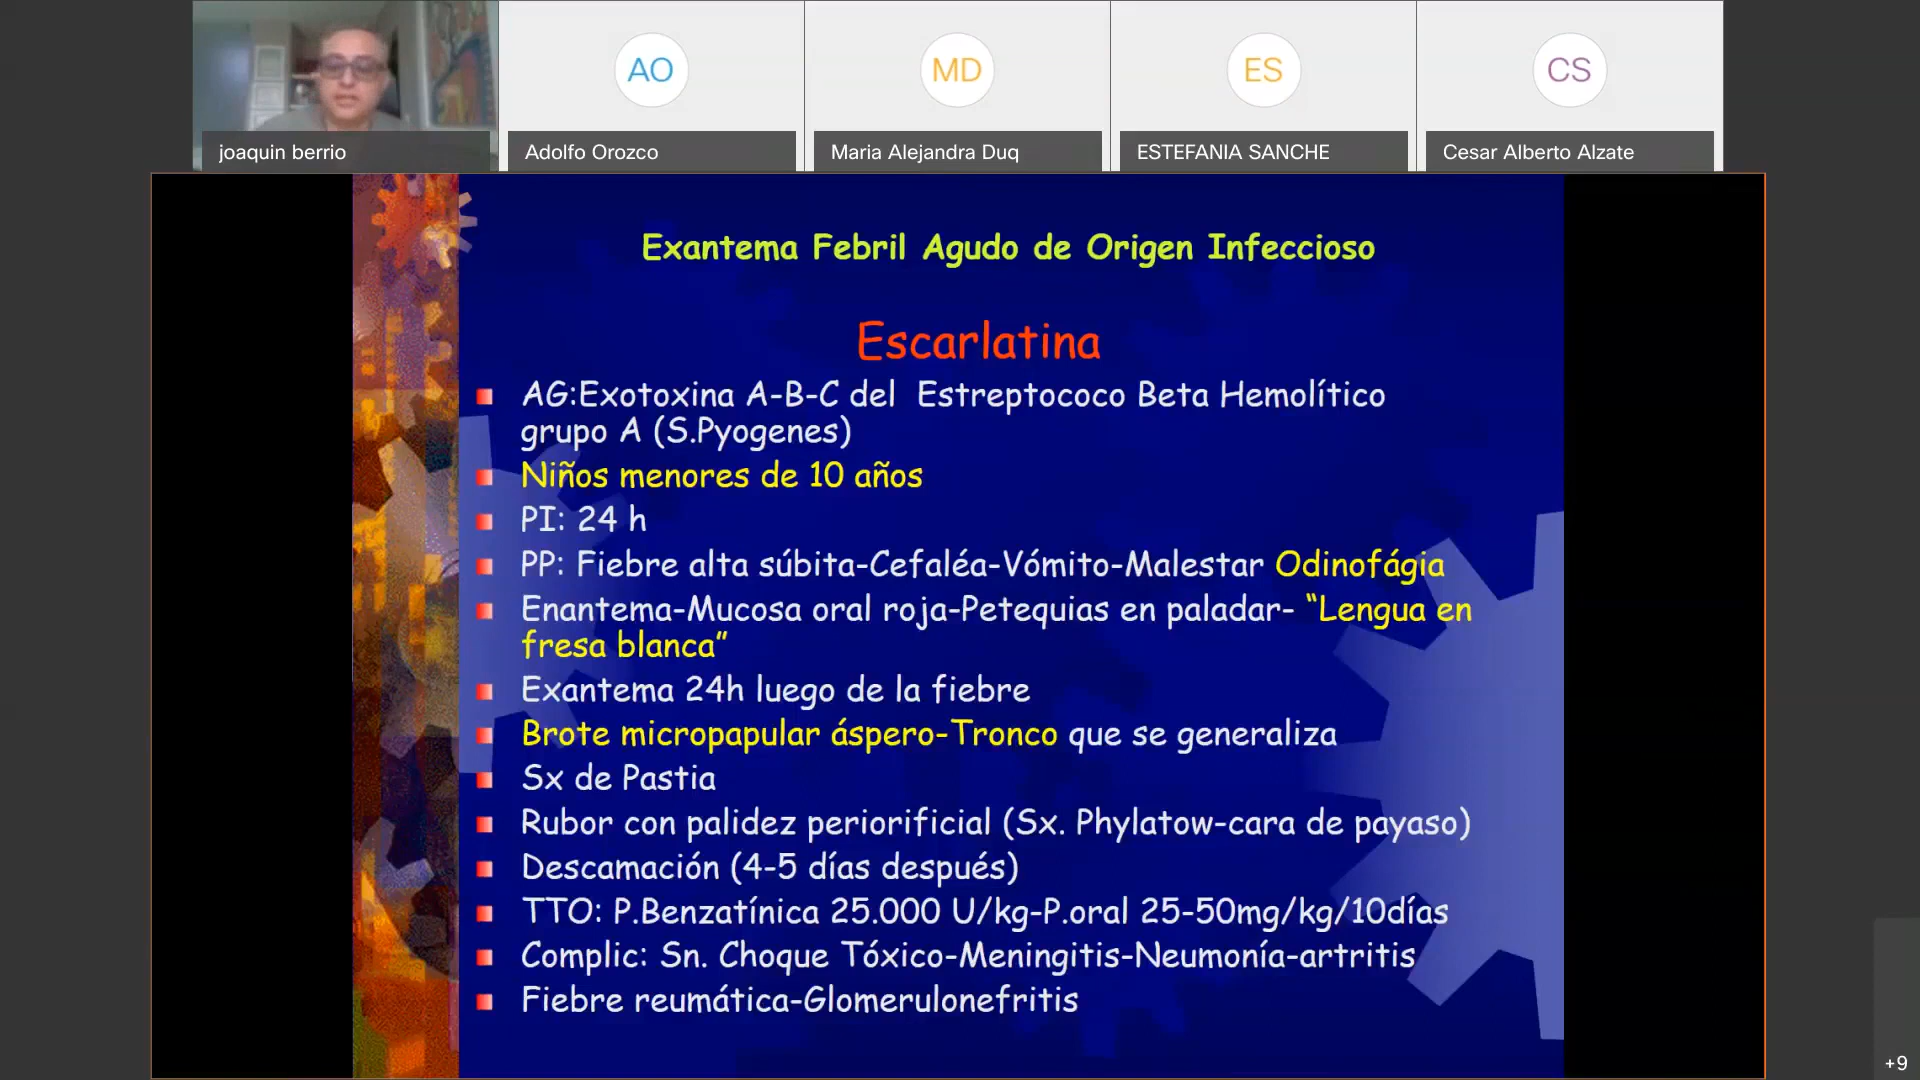 AO
MD
ES
CS
joaquin berrio
Adolfo Orozco
Maria Alejandra Duq
ESTEFANIA SANCHE
Cesar Alberto Alzate
Exantema Febril Agudo de Origen Infeccioso
Escarlatina
AG:Exotoxina A-B-C del Estreptococo Beta Hemolítico
grupo A (S.Pyogenes)
Niños menores de 10 años
PI: 24 h
PP: Fiebre alta súbita-Cefaléa-Vómito-Malestar Odinofágia
Enantema-Mucosa oral roja-Petequias en paladar- “Lengua en
fresa blanca”
Exantema 24h luego de la fiebre
Brote micropapular áspero-Tronco que se generaliza
Sx de Pastia
Rubor con palidez periorificial (Sx. Phylatow-cara de payaso)
Descamación (4-5 días después)
TTO: P.Benzatínica 25.000 U/kg-P.oral 25-50mg/kg/10días
Complic: Sn. Choque Tóxico-Meningitis-Neumonía-artritis
Fiebre reumática-Glomerulonefritis
+9